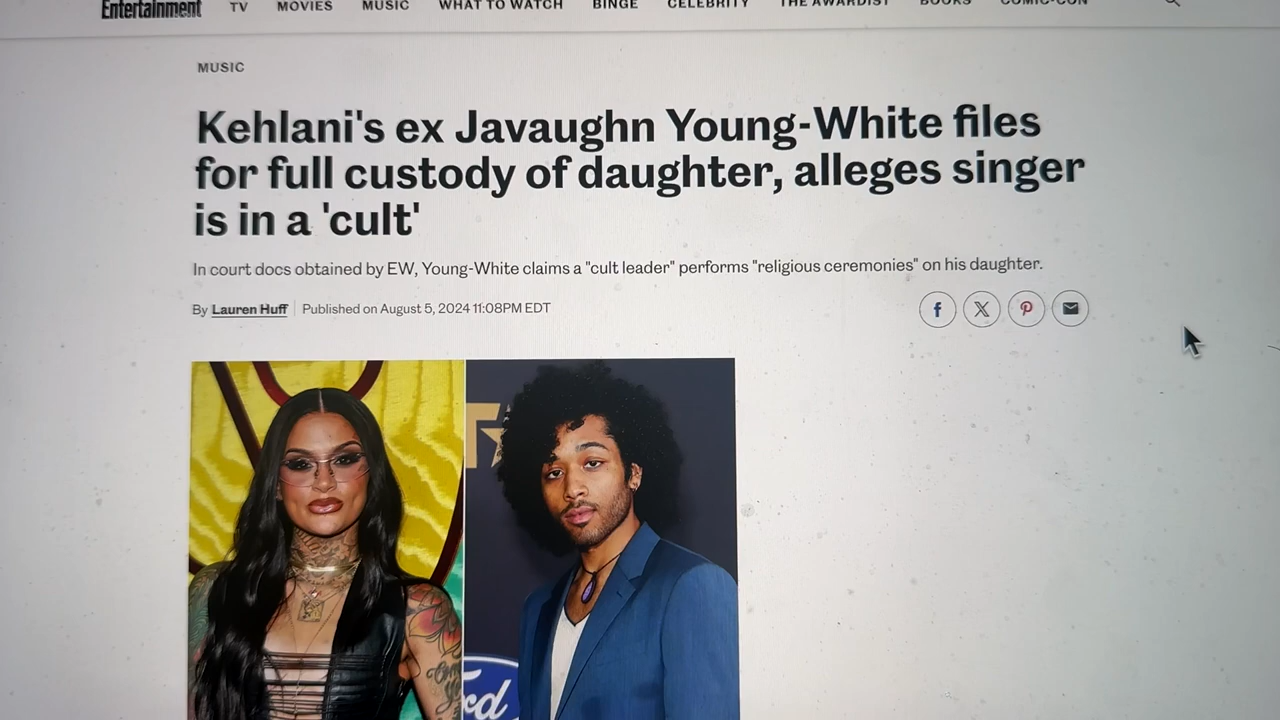 Entertainment TV MOVIES MUSIC WHAT TO WATCH BINGE CELEBRITY THE AWARDIST BOOKS COMIC-CON
MUSIC
Kehlani's ex Javaughn Young-White files
for full custody of daughter, alleges singer
is in a 'cult'
In court docs obtained by EW, Young-White claims a "cult leader" performs "religious ceremonies" on his daughter.
By Lauren Huff Published on August 5, 2024 11:08PM EDT